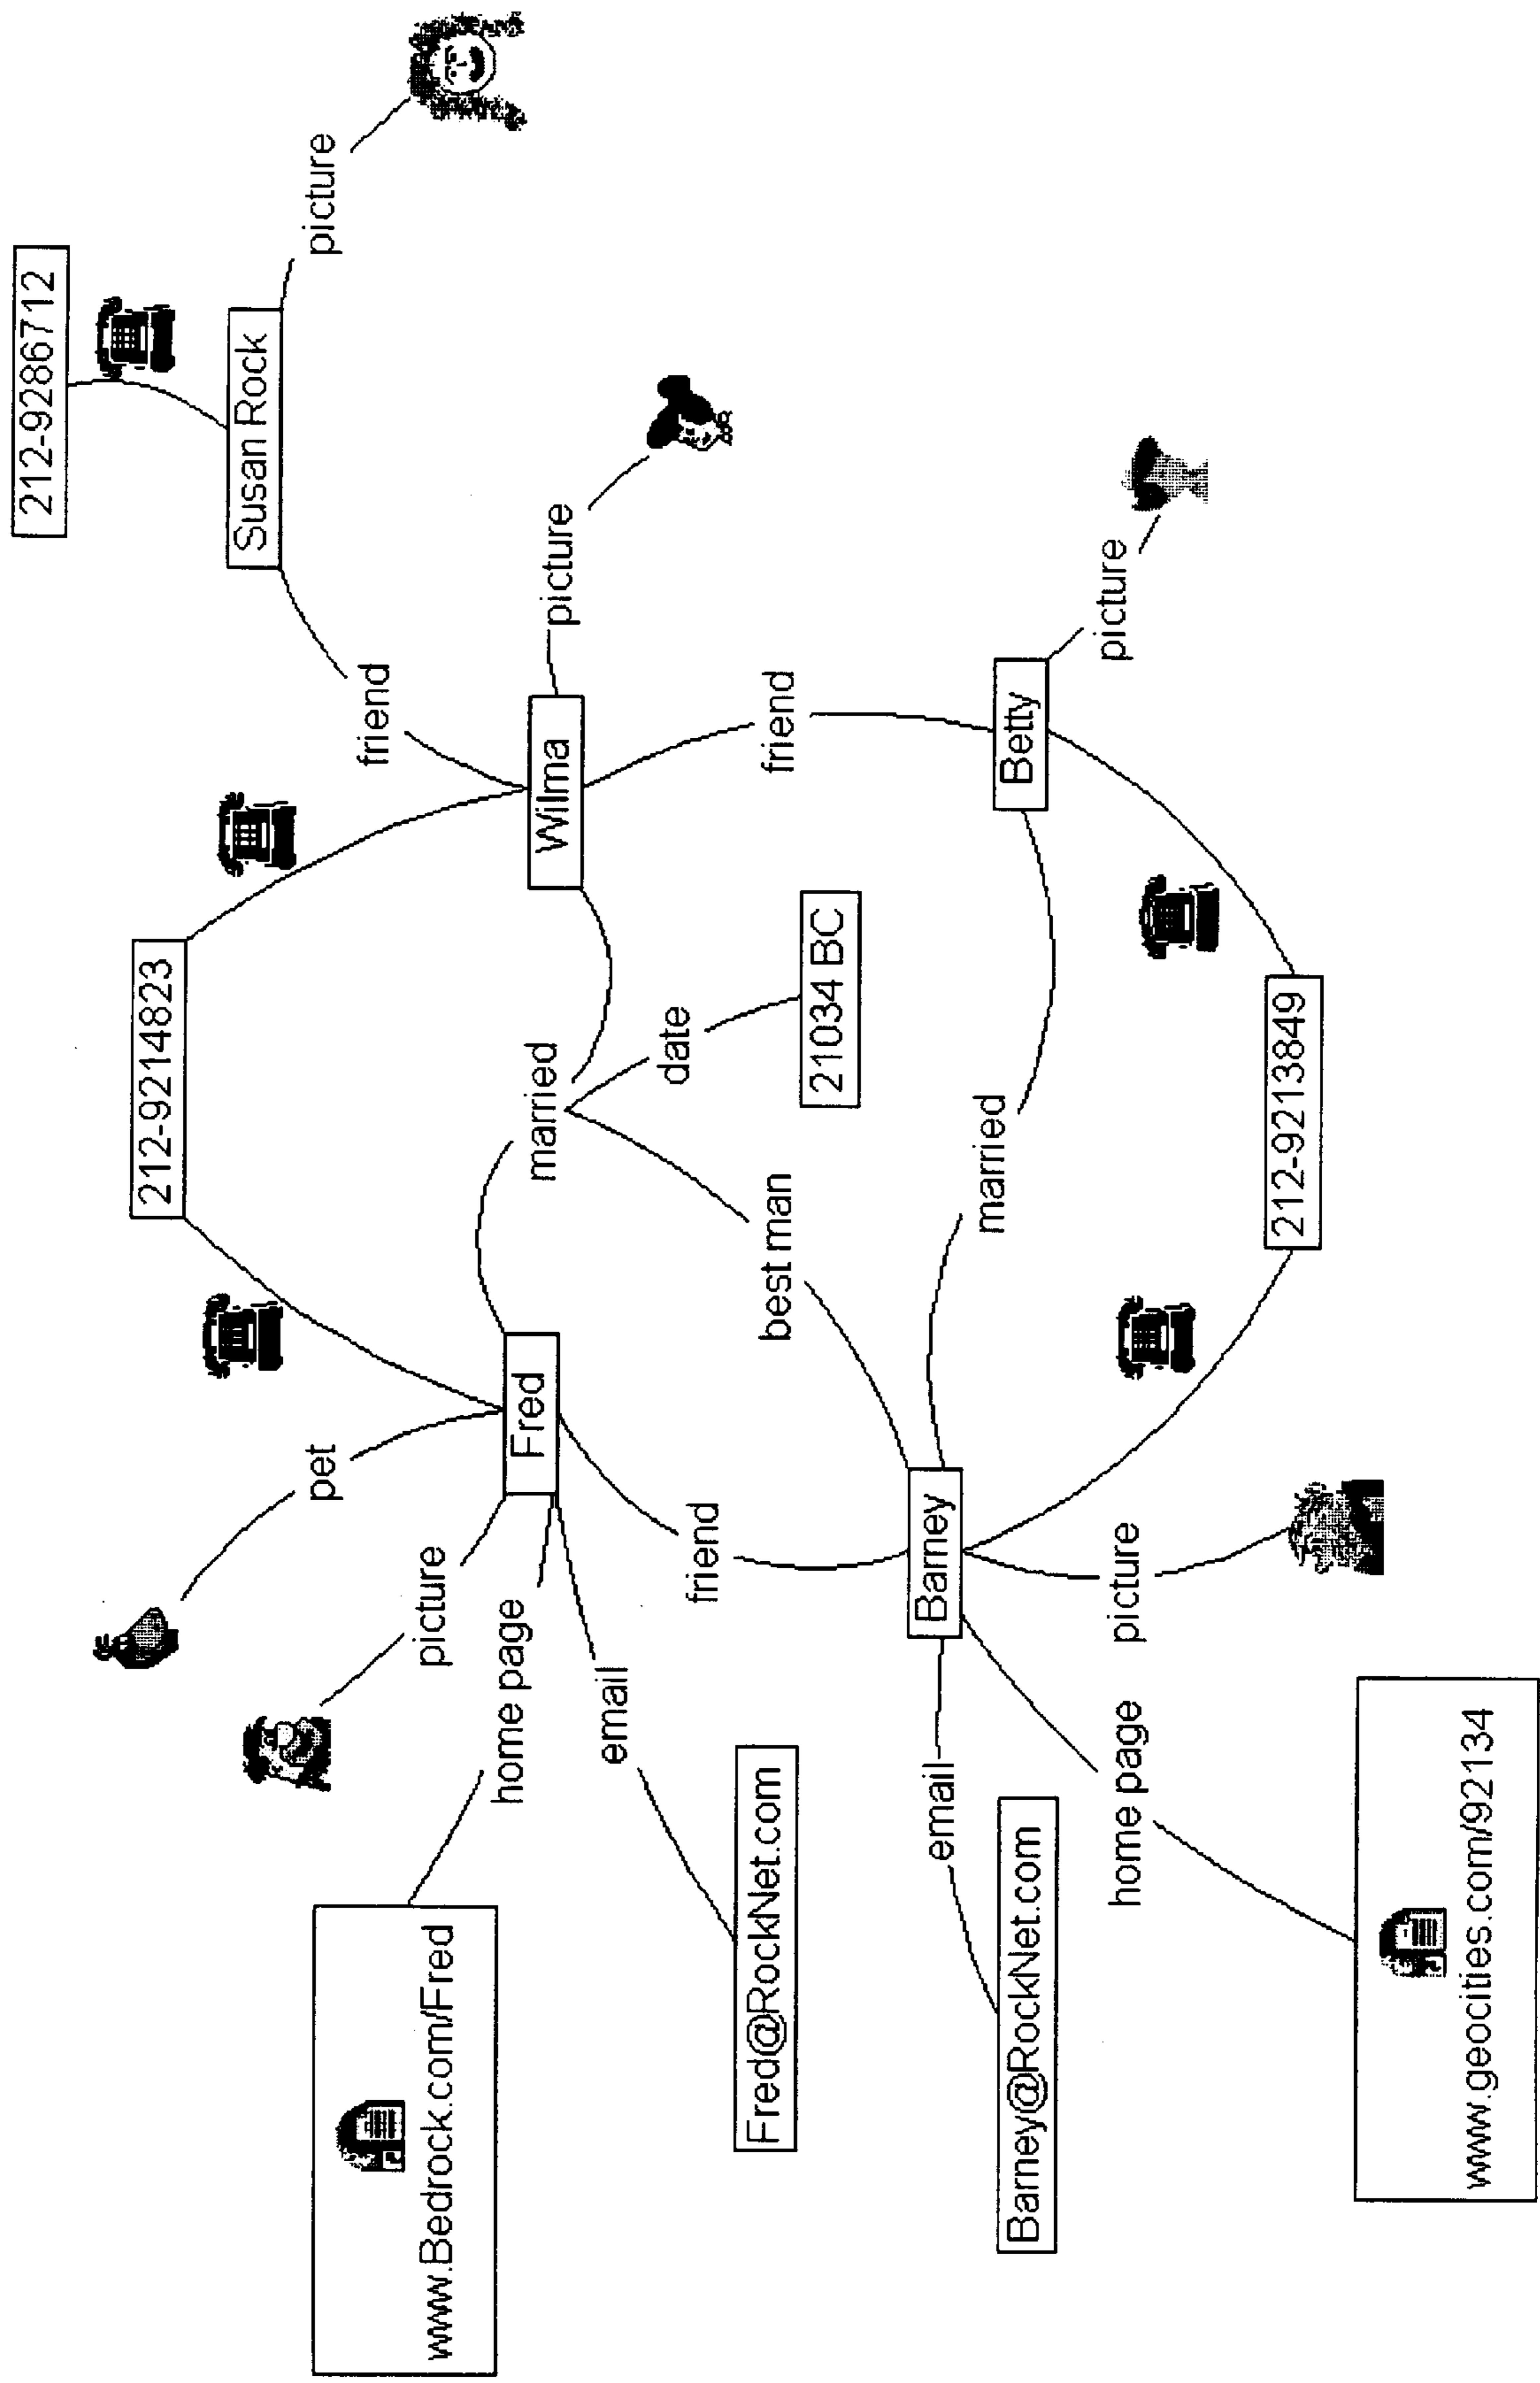 212-9286712
Susan Rock
picture
friend
212-9214823
pet
picture
www.Bedrock.com/Fred
home page
Fred
married
Wilma
picture
email
date
friend
friend
best man
21034 BC
Fred@RockNet.com
Barney
married
Betty
email
picture
Barney@RockNet.com
home page
picture
212-9213849
www.geocities.com/92134